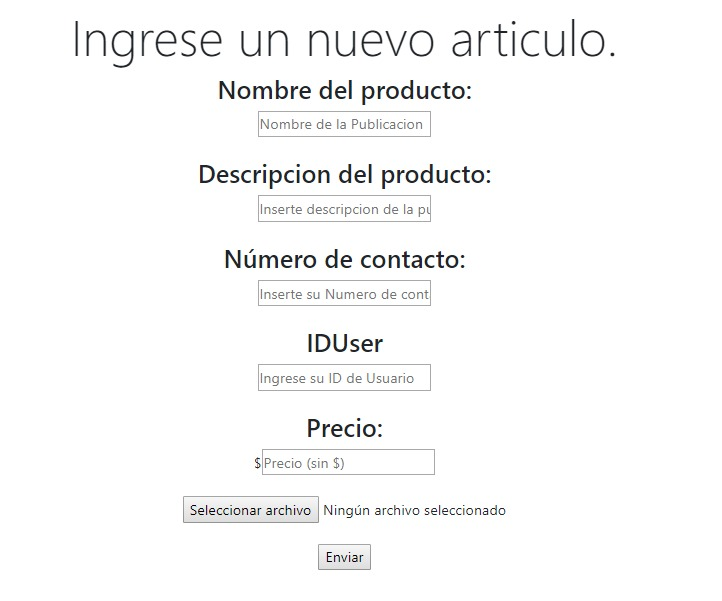 Ingrese un nuevo articulo.
Nombre del producto:
Nombre de la Publicacion
Descripcion del producto:
Inserte descripcion de la pu
Número de contacto:
Inserte su Numero de cont
IDUser
Ingrese su ID de Usuario
Precio:
$Precio (sin $)
Seleccionar archivo Ningún archivo seleccionado
Enviar